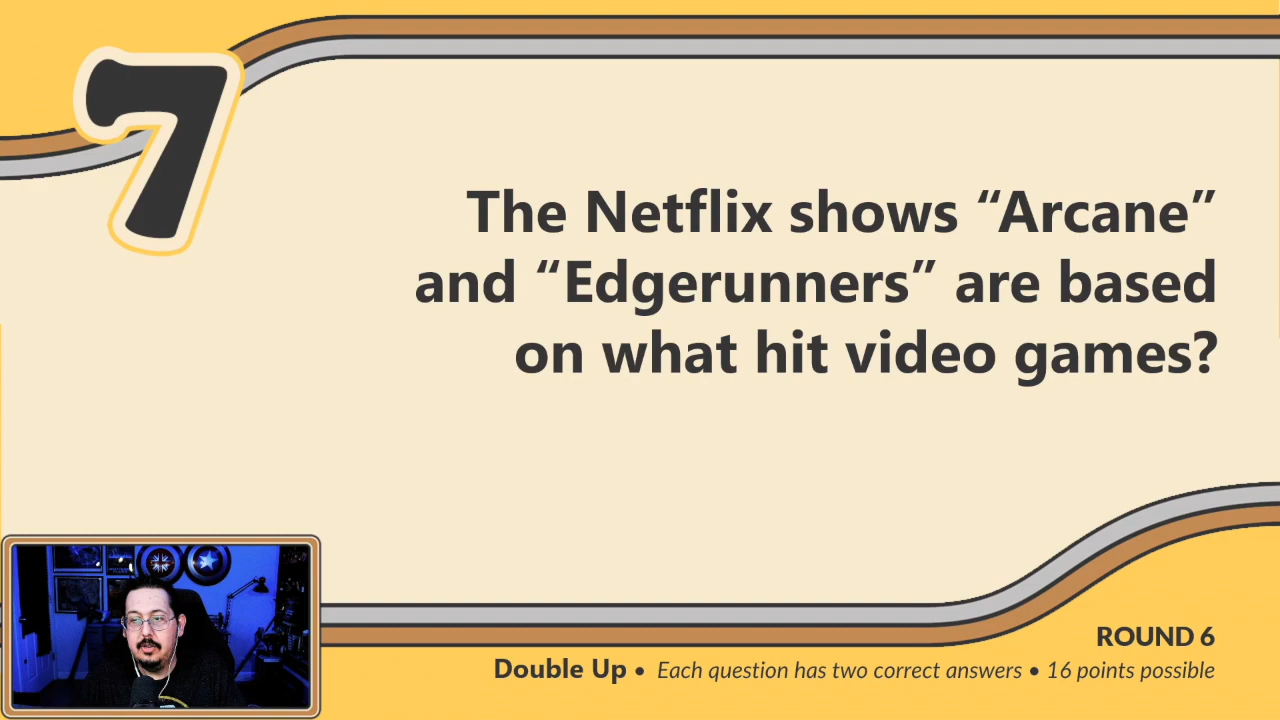 7
The Netflix shows “Arcane”
and “Edgerunners” are based
on what hit video games?
ROUND 6
Double Up • Each question has two correct answers • 16 points possible